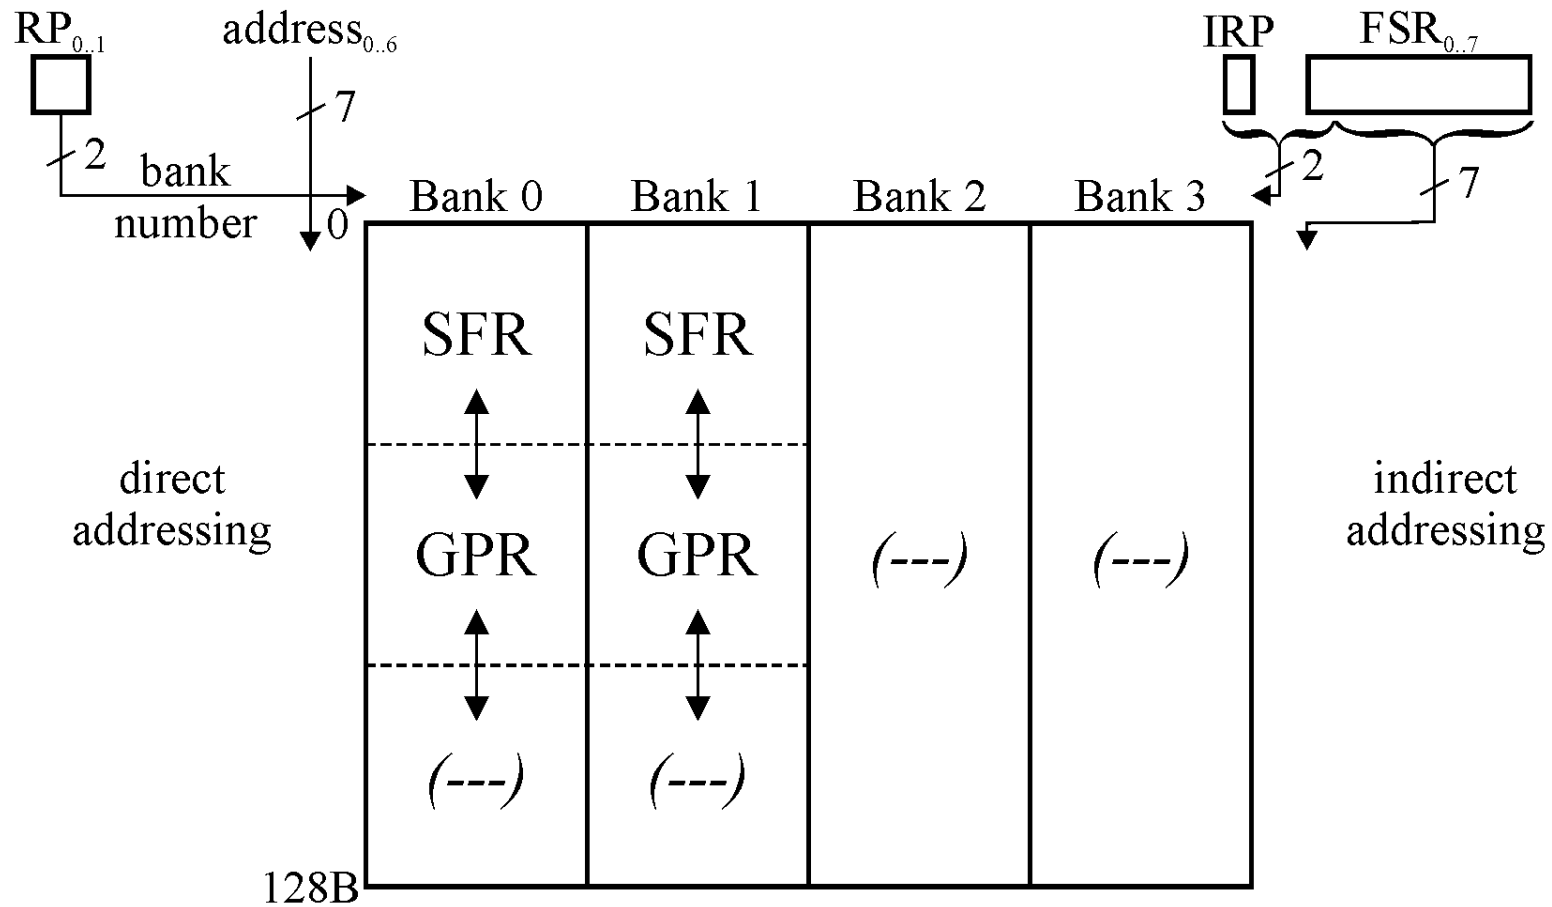 RP0..1
address0..6
IRP
FSR0..7
7
2
2
7
bank
number
0
Bank 0
Bank 1
Bank 2
Bank 3
SFR
SFR
direct
addressing
indirect
addressing
GPR
GPR
(---)
(---)
(---)
(---)
128B